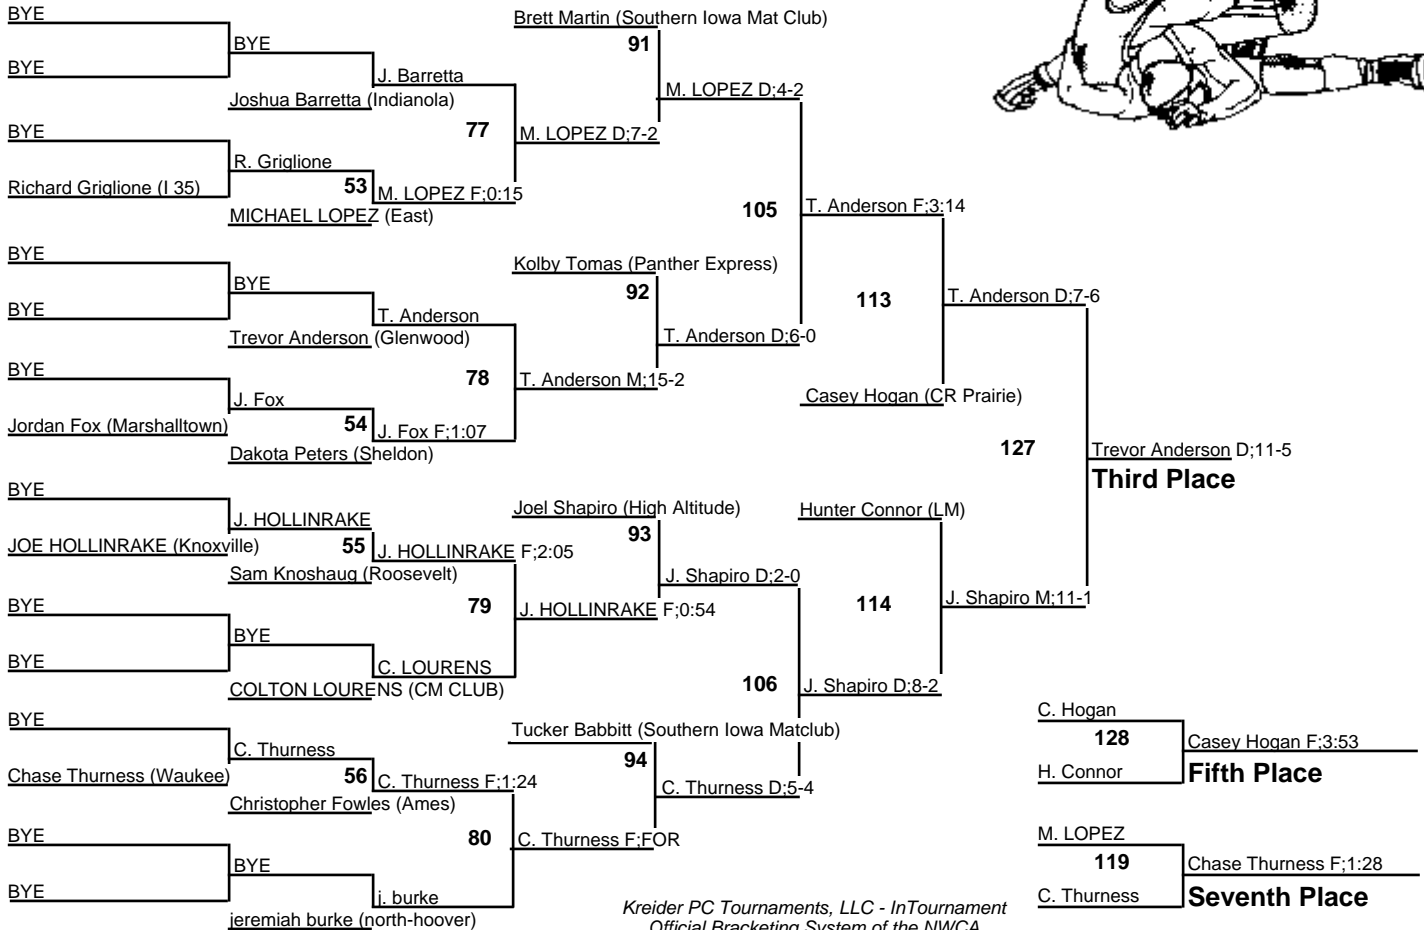 BYE
Brett Martin (Southern Iowa Mat Club)
BYE
91
BYE
J. Barretta
M. LOPEZ D;4-2
Joshua Barretta (Indianola)
BYE
77
M. LOPEZ D;7-2
R. Griglione
Richard Griglione (I 35)
53
M. LOPEZ F;0:15
MICHAEL LOPEZ (East)
105
T. Anderson F;3:14
BYE
Kolby Tomas (Panther Express)
BYE
92
113
T. Anderson D;7-6
BYE
T. Anderson
Trevor Anderson (Glenwood)
T. Anderson D;6-0
BYE
78
T. Anderson M;15-2
J. Fox
Casey Hogan (CR Prairie)
Jordan Fox (Marshalltown)
54
J. Fox F;1:07
Dakota Peters (Sheldon)
127
Trevor Anderson D;11-5
Third Place
BYE
Joel Shapiro (High Altitude)
Hunter Connor (LM)
J. HOLLINRAKE
93
JOE HOLLINRAKE (Knoxville)
55
J. HOLLINRAKE F;2:05
Sam Knoshaug (Roosevelt)
J. Shapiro D;2-0
BYE
79
J. HOLLINRAKE F;0:54
114
J. Shapiro M;11-1
BYE
BYE
C. LOURENS
COLTON LOURENS (CM CLUB)
106
J. Shapiro D;8-2
BYE
Tucker Babbitt (Southern Iowa Matclub)
C. Hogan
C. Thurness
94
128
Casey Hogan F;3:53
Chase Thurness (Waukee)
56
C. Thurness F;1:24
H. Connor
Fifth Place
Christopher Fowles (Ames)
C. Thurness D;5-4
BYE
80
C. Thurness F;FOR
M. LOPEZ
BYE
119
Chase Thurness F;1:28
BYE
j. burke
C. Thurness
Seventh Place
jeremiah burke (north-hoover)
Kreider PC Tournaments, LLC - InTournament
Official Bracketing System of the NWCA